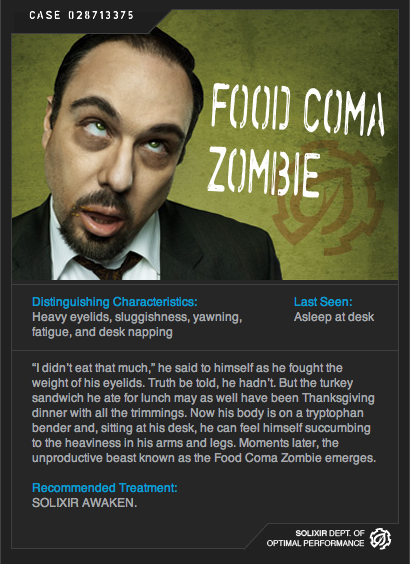 CASE 028713375
FOOD COMA
ZOMBIE
Distinguishing Characteristics:
Heavy eyelids, sluggishness, yawning,
fatigue, and desk napping
Last Seen:
Asleep at desk
“I didn’t eat that much,” he said to himself as he fought the
weight of his eyelids. Truth be told, he hadn’t. But the turkey
sandwich he ate for lunch may as well have been Thanksgiving
dinner with all the trimmings. Now his body is on a tryptophan
bender and, sitting at his desk, he can feel himself succumbing
to the heaviness in his arms and legs. Moments later, the
unproductive beast known as the Food Coma Zombie emerges.
Recommended Treatment:
SOLIXIR AWAKEN.
SOLIXIR DEPT. OF
OPTIMAL PERFORMANCE